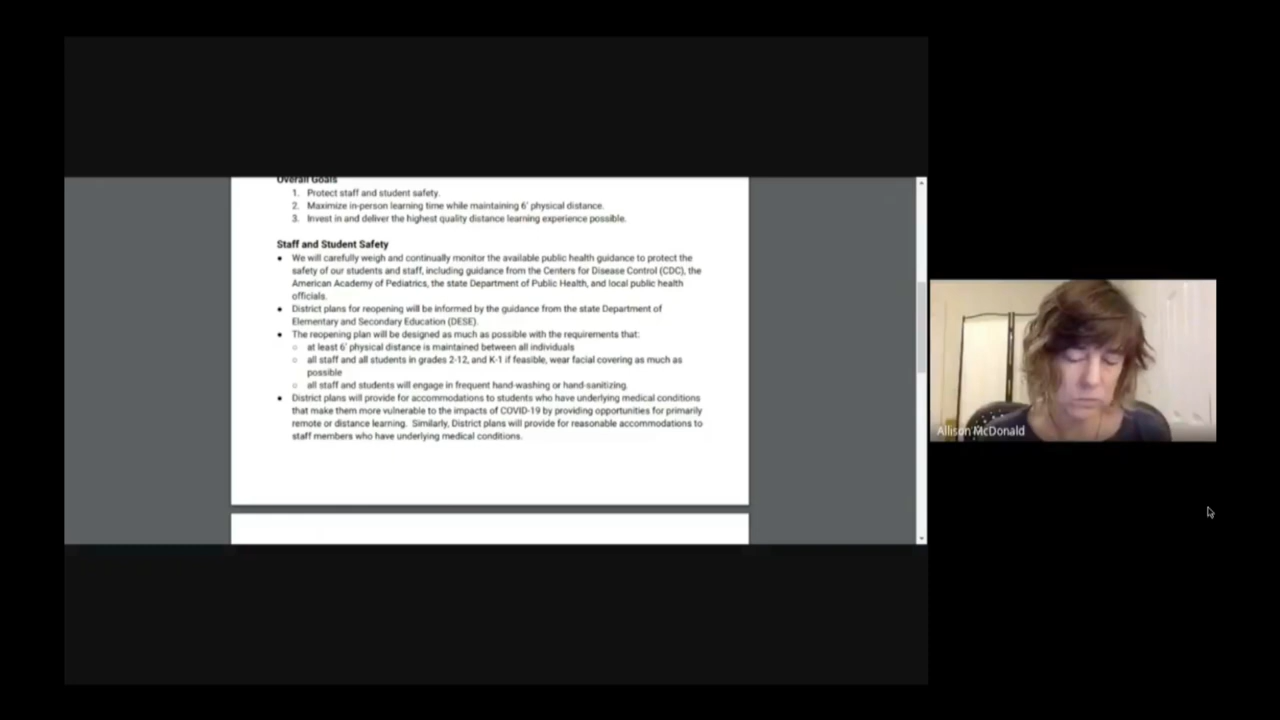 Overall Goals
1. Protect staff and student safety.
2. Maximize in-person learning time while maintaining 6' physical distance.
3. Invest in and deliver the highest quality distance learning experience possible.
Staff and Student Safety
● We will carefully weigh and continually monitor the available public health guidance to protect the
safety of our students and staff, including guidance from the Centers for Disease Control (CDC), the
American Academy of Pediatrics, the state Department of Public Health, and local public health
officials.
● District plans for reopening will be informed by the guidance from the state Department of
Elementary and Secondary Education (DESE).
● The reopening plan will be designed as much as possible with the requirements that:
○ at least 6' physical distance is maintained between all individuals
○ all staff and all students in grades 2-12, and K-1 if feasible, wear facial covering as much as
possible
○ all staff and students will engage in frequent hand-washing or hand-sanitizing.
● District plans will provide for accommodations to students who have underlying medical conditions
that make them more vulnerable to the impacts of COVID-19 by providing opportunities for primarily
remote or distance learning. Similarly, District plans will provide for reasonable accommodations to
staff members who have underlying medical conditions.
Allison McDonald